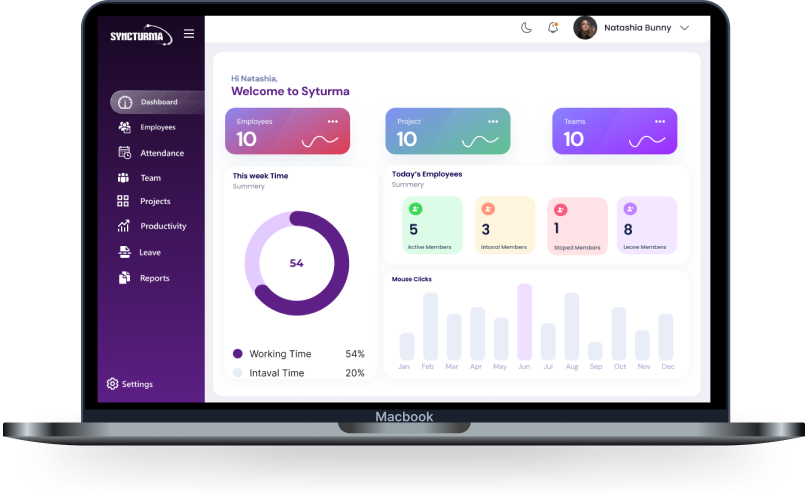 SYNCTURMA
Natashia Bunny
Dashboard
Employees
Attendance
Team
Projects
Productivity
Leave
Reports
Settings
Hi Natashia,
Welcome to Syturma
Employees
10
Project
10
Teams
10
This week Time
Summery
54
Working Time 54%
Intaval Time 20%
Today's Employees
Summery
5
Active Members
3
Intaval Members
1
Staped Members
8
Leave Members
Mouse Clicks
Jan Feb Mar Apr May Jun Jul Aug Sep Oct Nov Dec
Macbook